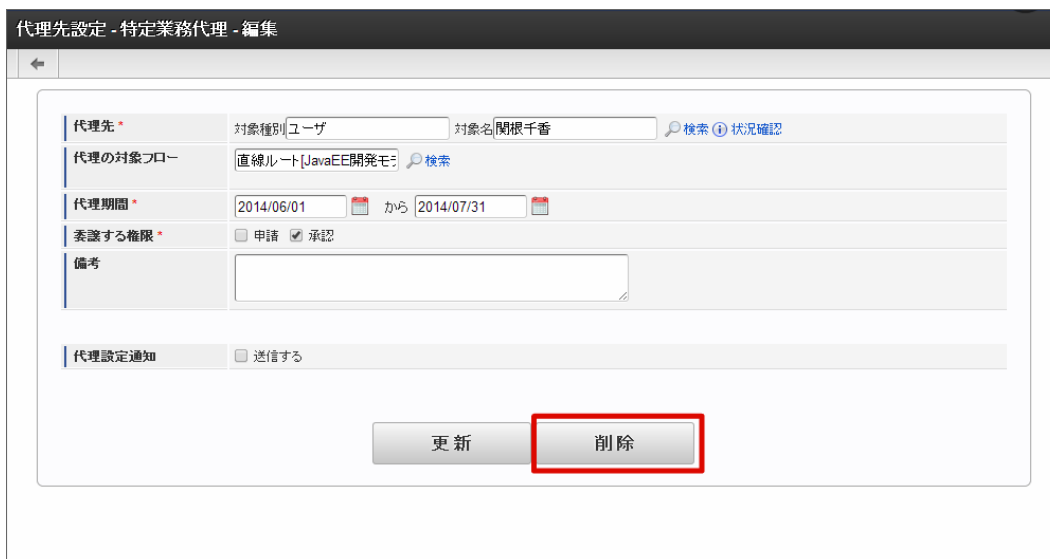 代理先設定 - 特定業務代理 - 編集
代理先 * 対象種別 ユーザ 対象名 関根千香 検索 状況確認
代理の対象フロー 直線ルート[JavaEE開発モデ 検索
代理期間 * 2014/06/01 から 2014/07/31
委譲する権限 * 申請 承認
備考
代理設定通知 送信する
更新 削除